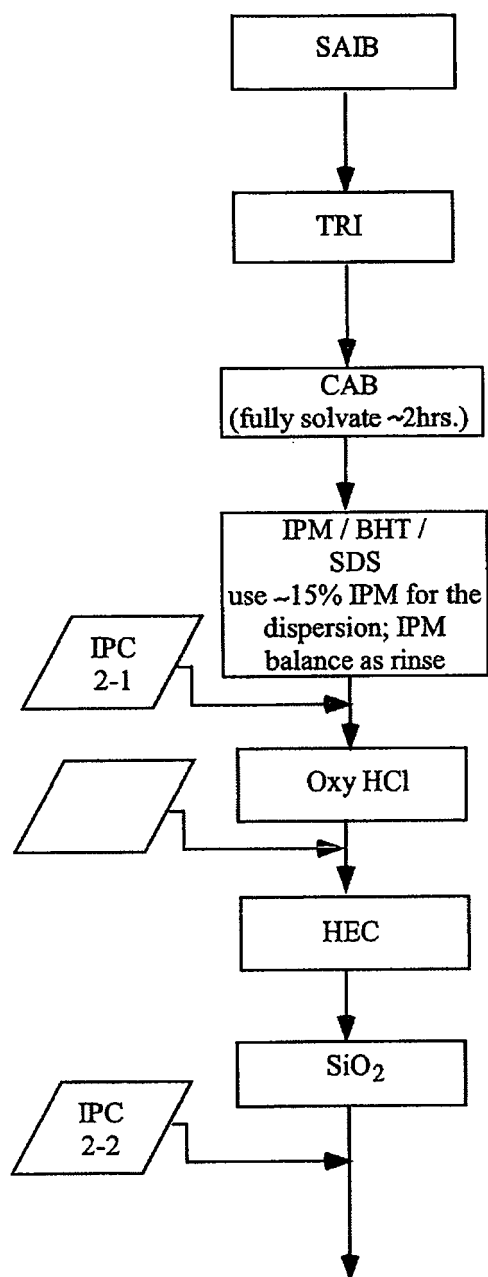 SAIB
TRI
CAB
(fully solvate ~2hrs.)
IPM / BHT /
SDS
use ~15% IPM for the
dispersion; IPM
balance as rinse
IPC
2-1
Oxy HCl
HEC
SiO₂
IPC
2-2